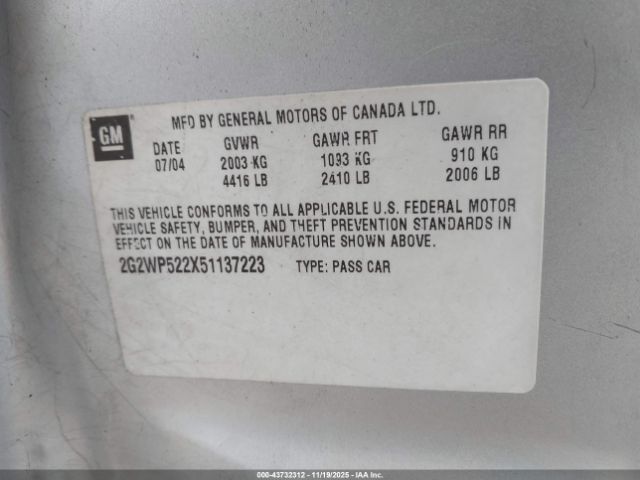 GM
MFD BY GENERAL MOTORS OF CANADA LTD.
DATE GVWR GAWR FRT GAWR RR
07/04 2003 KG 1093 KG 910 KG
4416 LB 2410 LB 2006 LB
THIS VEHICLE CONFORMS TO ALL APPLICABLE U.S. FEDERAL MOTOR
VEHICLE SAFETY, BUMPER, AND THEFT PREVENTION STANDARDS IN
EFFECT ON THE DATE OF MANUFACTURE SHOWN ABOVE.
2G2WP522X51137223 TYPE: PASS CAR
000-43732312 - 11/19/2025 - IAA Inc.